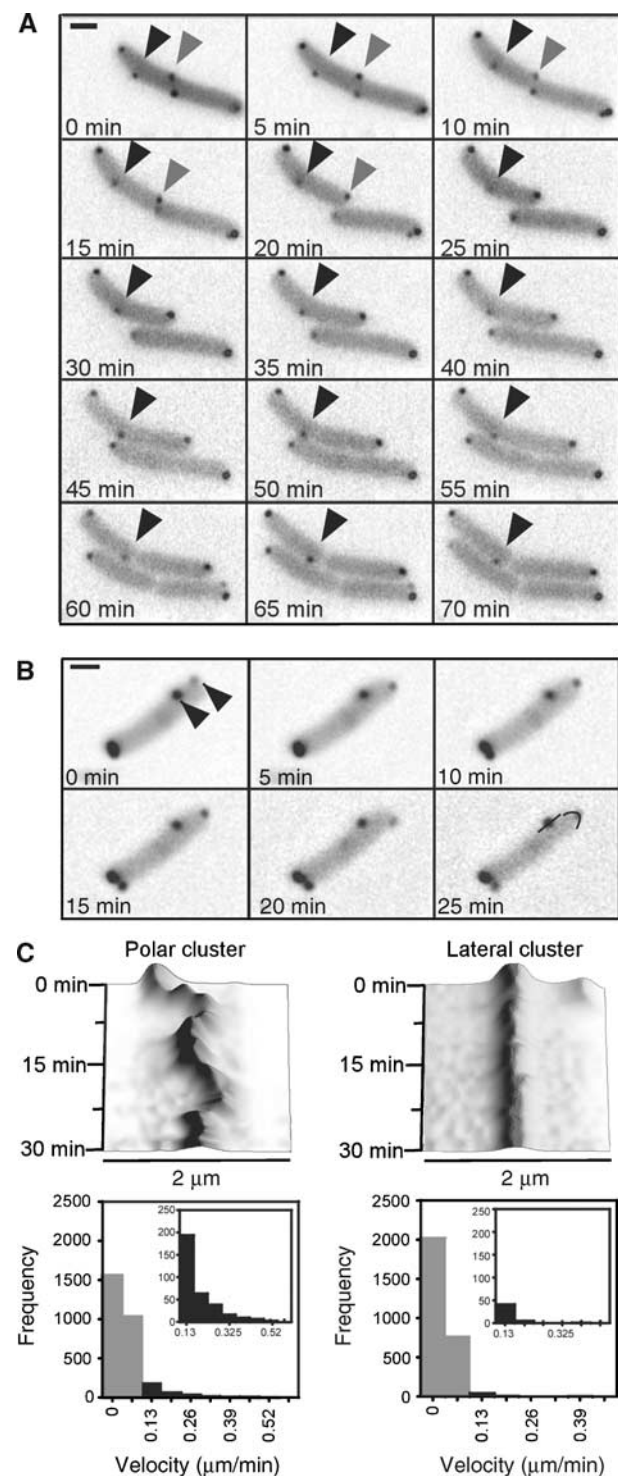 A
0 min 5 min 10 min
15 min 20 min 25 min
30 min 35 min 40 min
45 min 50 min 55 min
60 min 65 min 70 min
B
0 min 5 min 10 min
15 min 20 min 25 min
C
Polar cluster Lateral cluster
0 min 0 min
15 min 15 min
30 min 30 min
2 μm 2 μm
2500 2500
2000 2000
1500 1500
1000 1000
500 500
0 0
Frequency Frequency
250 250
200 200
150 150
100 100
50 50
0 0
0.13 0.325 0.52 0.13 0.325
0 0.13 0.26 0.39 0.52 0 0.13 0.26 0.39
Velocity (μm/min) Velocity (μm/min)